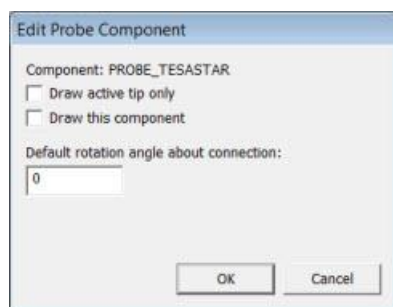 Edit Probe Component
Component: PROBE_TESASTAR
Draw active tip only
Draw this component
Default rotation angle about connection:
0
OK Cancel